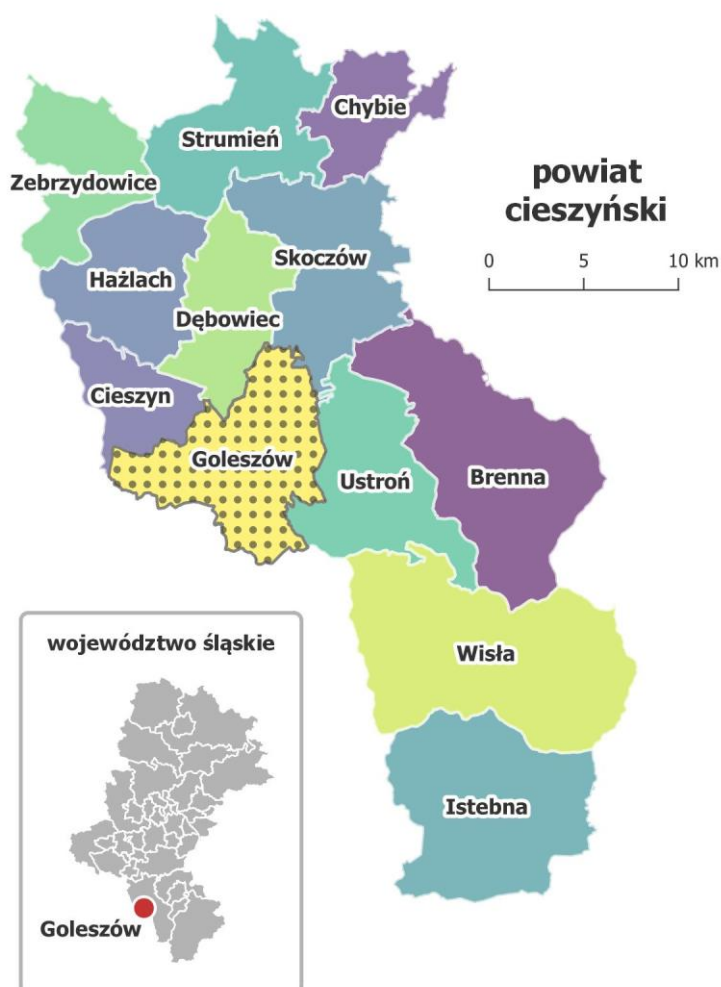 Chybie
Strumień
Zebrzydowice
powiat
cieszyński
Skoczów
0 5 10 km
Hażlach
Dębowiec
Cieszyn
Goleszów
Ustroń
Brenna
województwo śląskie
Wisła
Istebna
Goleszów